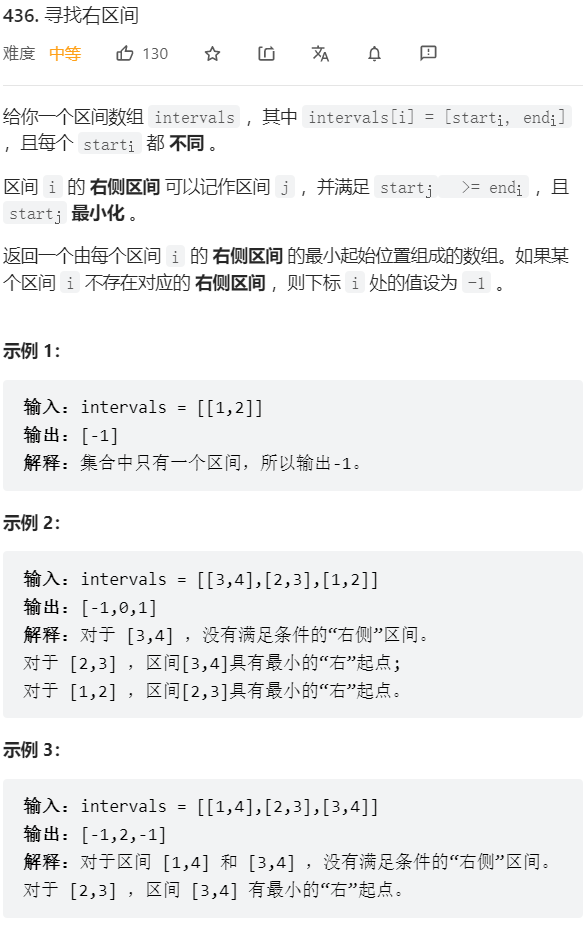 436. 寻找右区间
难度 中等 130
给你一个区间数组 intervals ，其中 intervals[i] = [starti, endi]
，且每个 starti 都 不同 。
区间 i 的 右侧区间 可以记作区间 j ，并满足 startj >= endi ，且
startj 最小化 。
返回一个由每个区间 i 的 右侧区间 的最小起始位置组成的数组。如果某
个区间 i 不存在对应的 右侧区间 ，则下标 i 处的值设为 -1 。
示例 1：
输入：intervals = [[1,2]]
输出：[-1]
解释：集合中只有一个区间，所以输出-1。
示例 2：
输入：intervals = [[3,4],[2,3],[1,2]]
输出：[-1,0,1]
解释：对于 [3,4] ，没有满足条件的“右侧”区间。
对于 [2,3] ，区间[3,4]具有最小的“右”起点;
对于 [1,2] ，区间[2,3]具有最小的“右”起点。
示例 3：
输入：intervals = [[1,4],[2,3],[3,4]]
输出：[-1,2,-1]
解释：对于区间 [1,4] 和 [3,4] ，没有满足条件的“右侧”区间。
对于 [2,3] ，区间 [3,4] 有最小的“右”起点。